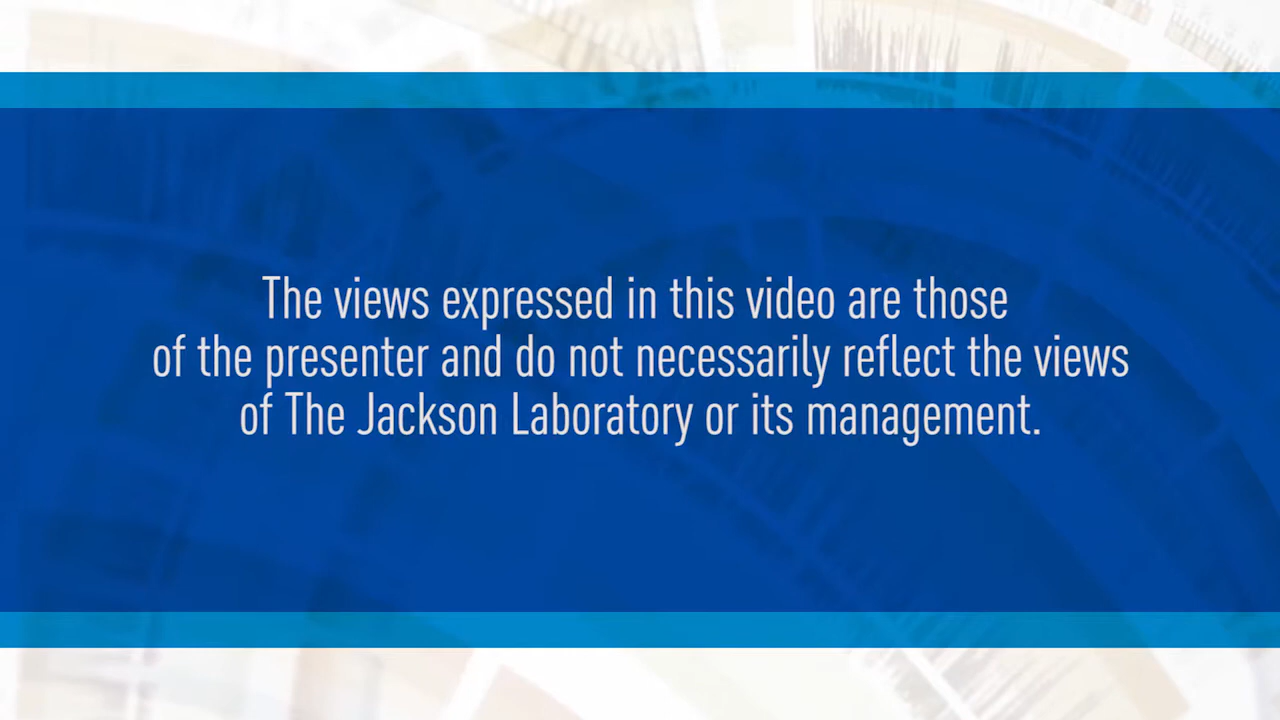 The views expressed in this video are those
of the presenter and do not necessarily reflect the views
of The Jackson Laboratory or its management.